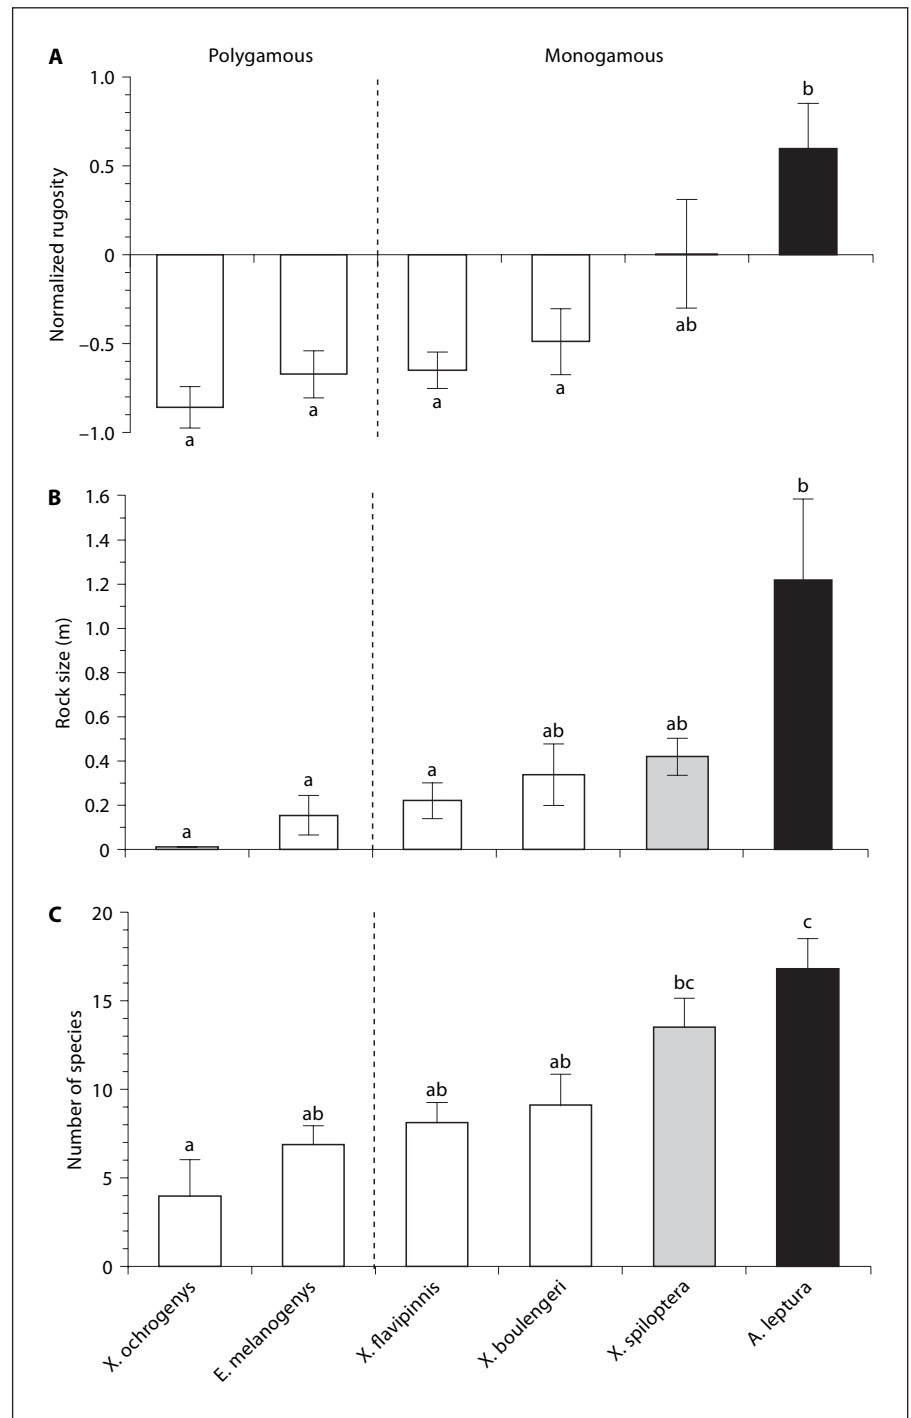 A
Polygamous
Monogamous
Normalized rugosity
1.0
0.5
0
–0.5
–1.0
a
a
a
a
ab
b
B
Rock size (m)
1.6
1.4
1.2
1.0
0.8
0.6
0.4
0.2
0
a
a
a
ab
ab
b
C
Number of species
20
15
10
5
0
a
ab
ab
ab
bc
c
X. ochrogenys
E. melanogenys
X. flavipinnis
X. boulengeri
X. spiloptera
A. leptura